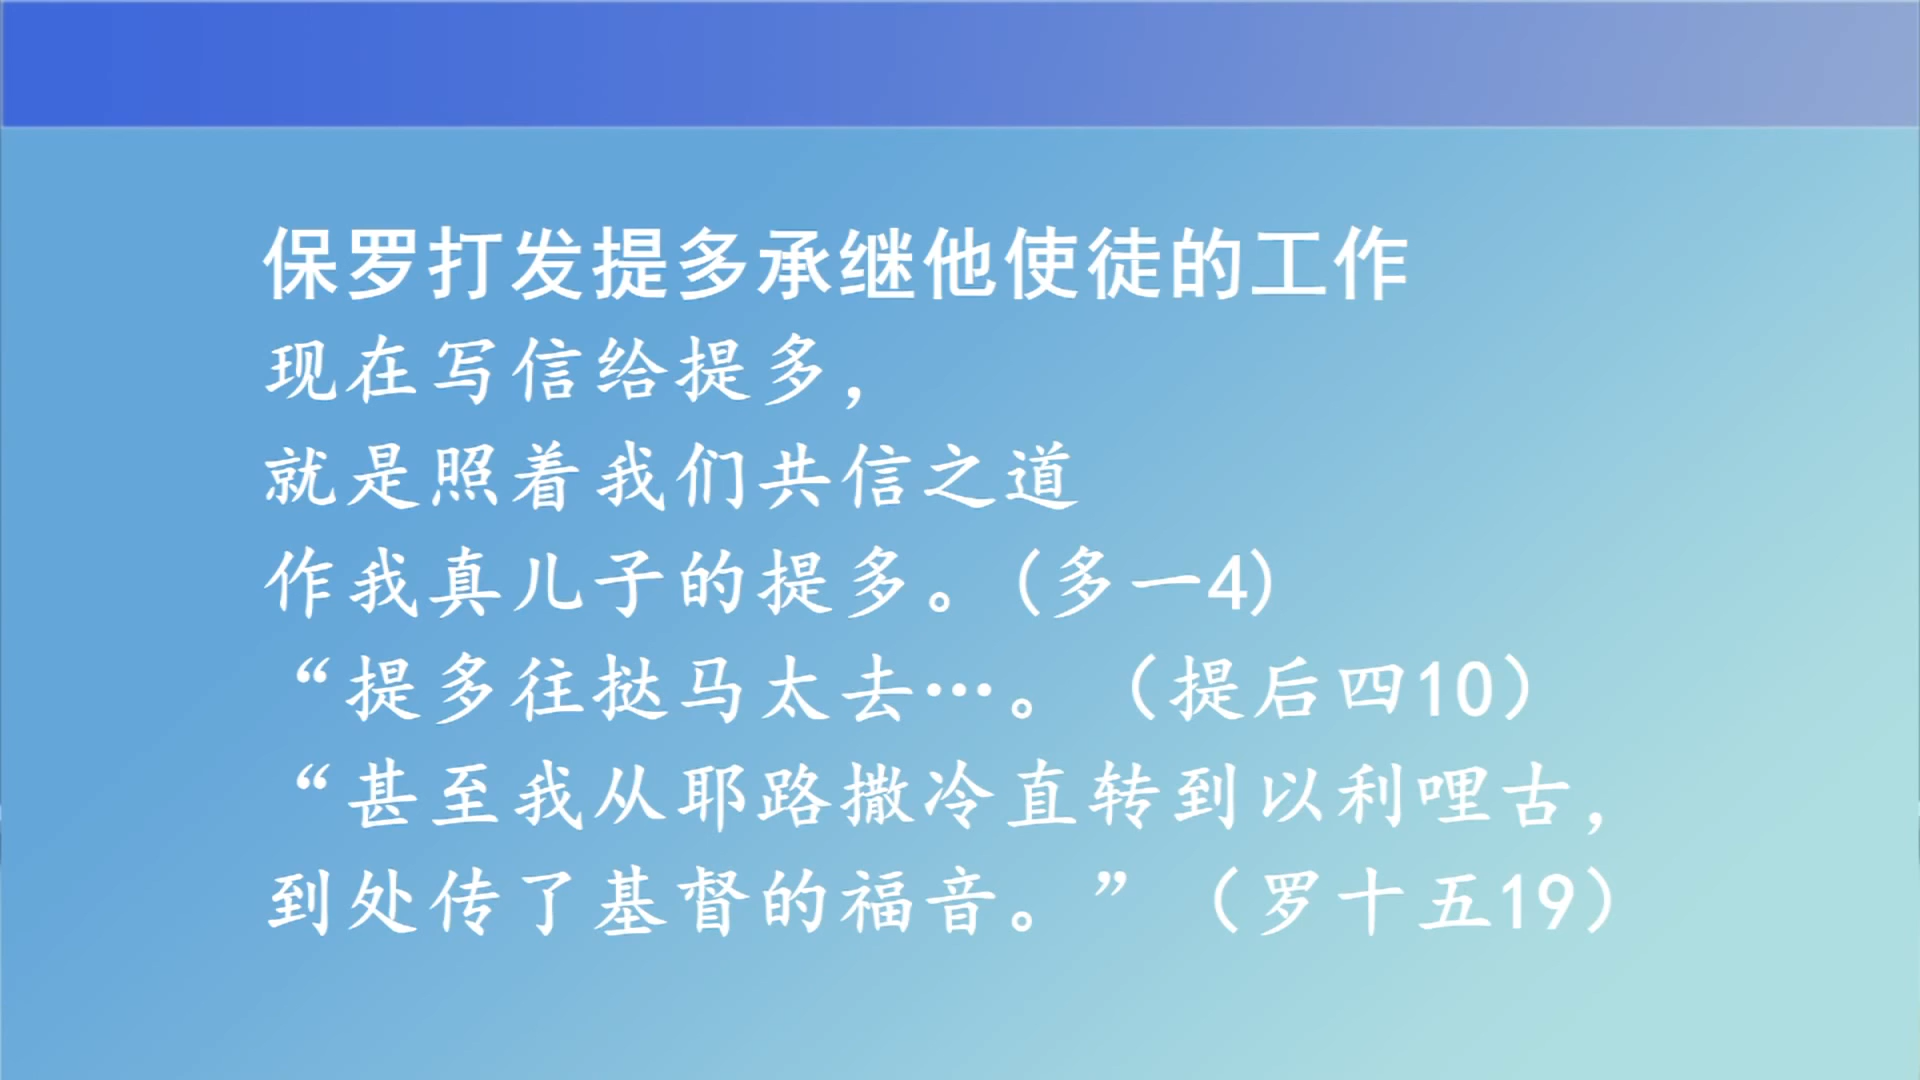 保罗打发提多承继他使徒的工作
现在写信给提多，
就是照着我们共信之道
作我真儿子的提多。(多一4)
“提多往挞马太去…。（提后四10）
“甚至我从耶路撒冷直转到以利哩古，
到处传了基督的福音。”（罗十五19）